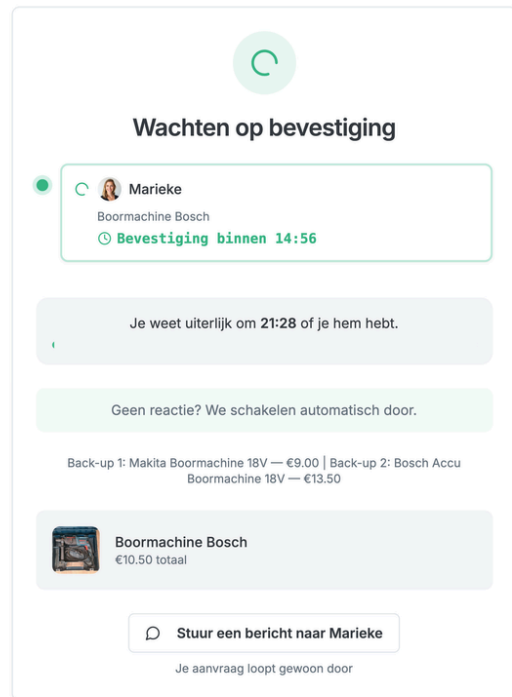 Wachten op bevestiging
Marieke
Boormachine Bosch
Bevestiging binnen 14:56
Je weet uiterlijk om 21:28 of je hem hebt.
Geen reactie? We schakelen automatisch door.
Back-up 1: Makita Boormachine 18V — €9.00 | Back-up 2: Bosch Accu
Boormachine 18V — €13.50
Boormachine Bosch
€10.50 totaal
Stuur een bericht naar Marieke
Je aanvraag loopt gewoon door